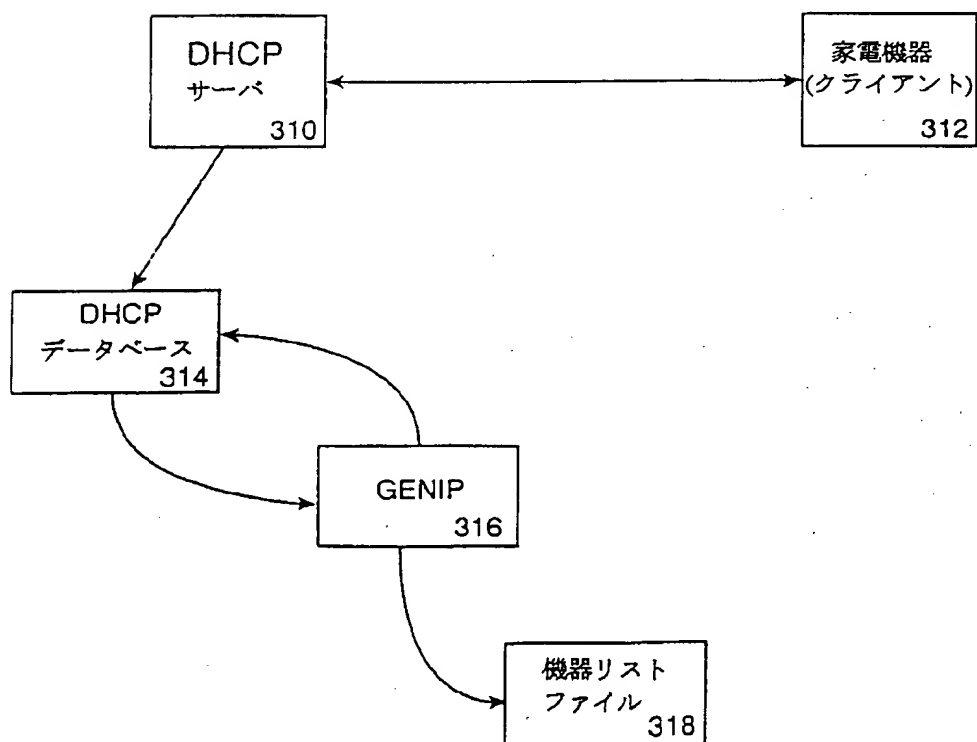 DHCP
サーバ
310
家電機器
(クライアント)
312
DHCP
データベース
314
GENIP
316
機器リスト
ファイル
318